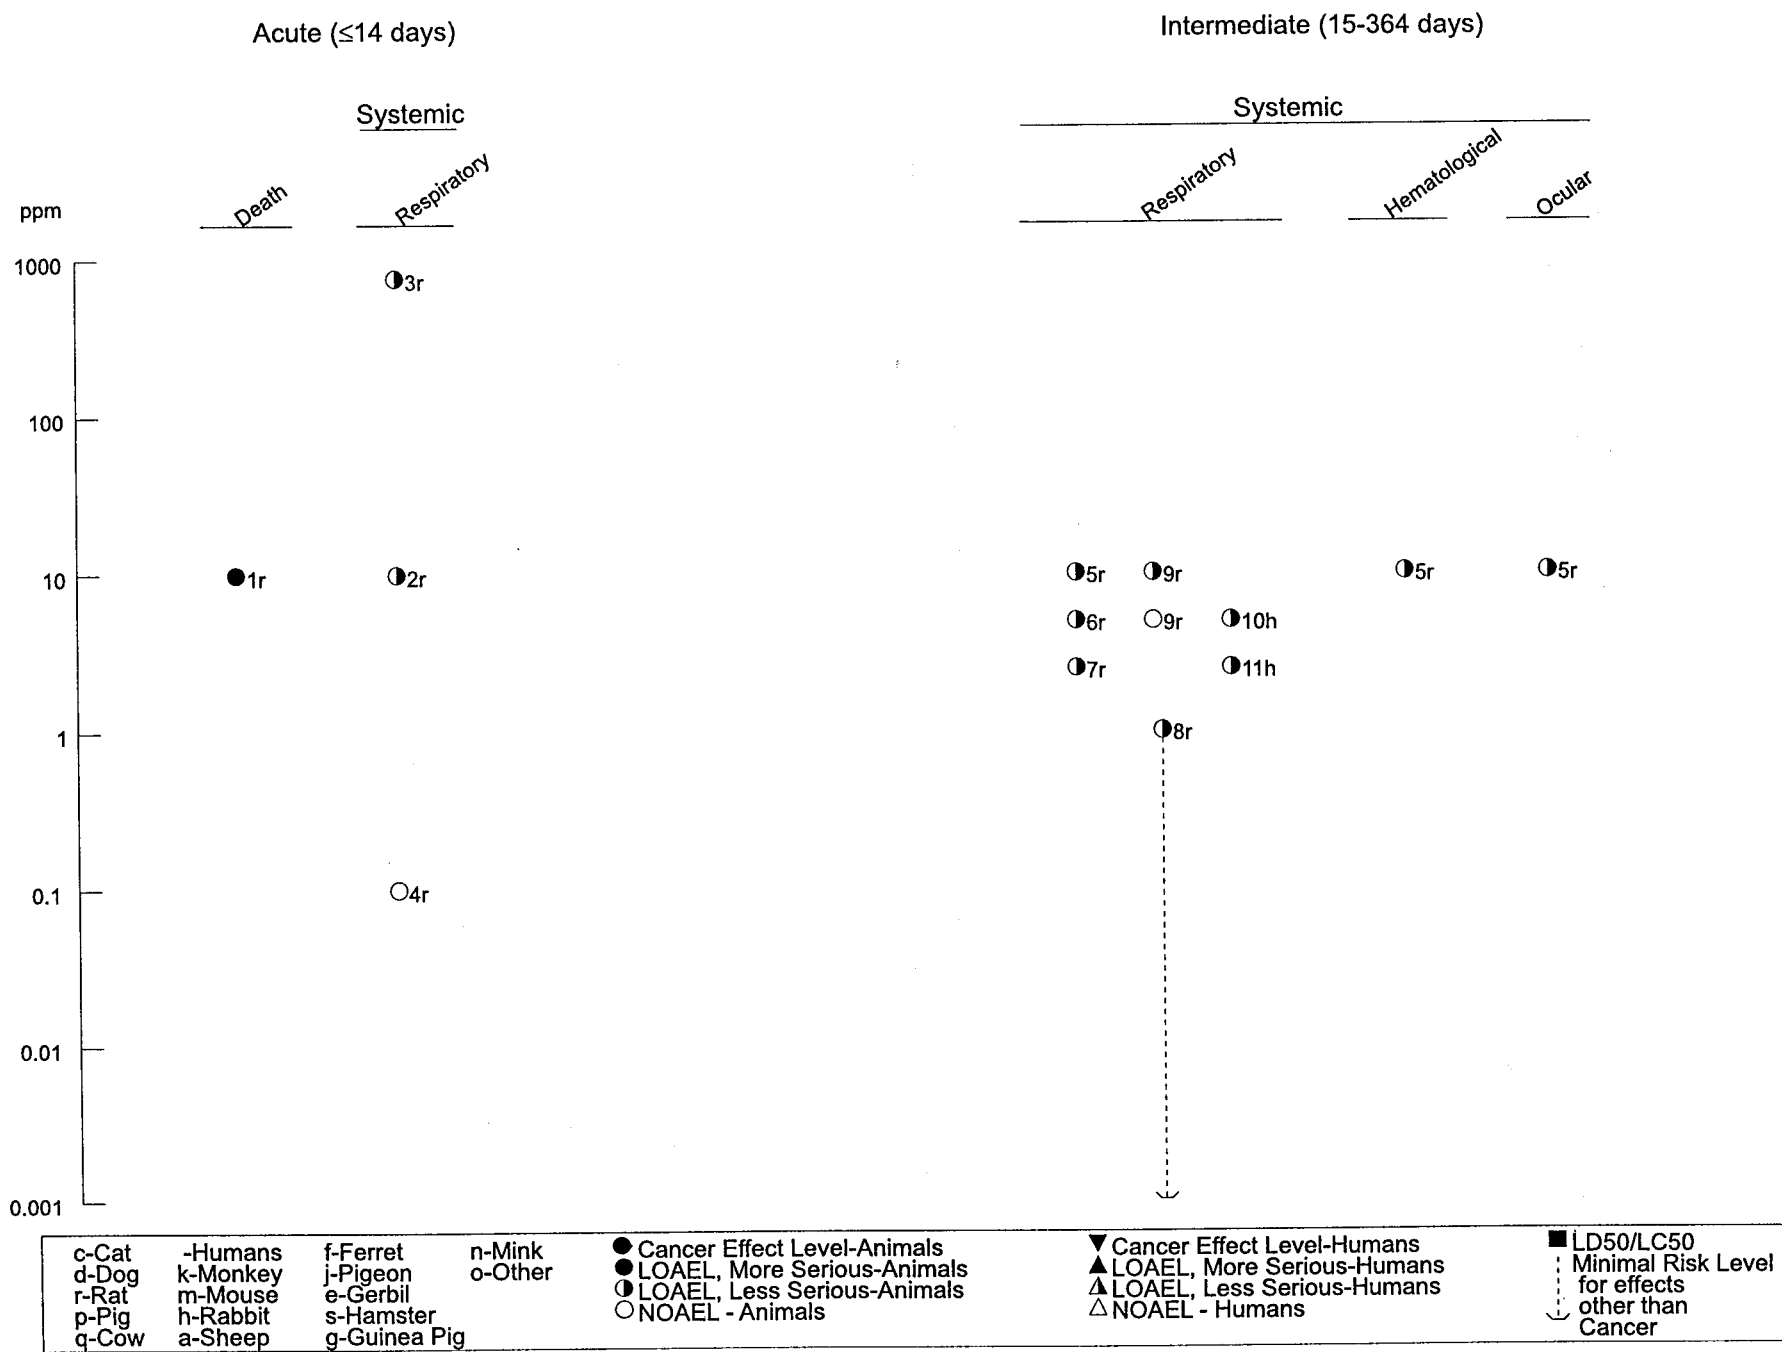 Acute (≤14 days)
Intermediate (15-364 days)
Systemic
Systemic
Death
Respiratory
Respiratory
Hematological
Ocular
ppm
1000
3r
100
10
1r
2r
5r
9r
5r
5r
6r
9r
10h
7r
11h
1
8r
0.1
4r
0.01
0.001
c-Cat
d-Dog
r-Rat
p-Pig
q-Cow
-Humans
k-Monkey
m-Mouse
h-Rabbit
a-Sheep
f-Ferret
j-Pigeon
e-Gerbil
s-Hamster
g-Guinea Pig
n-Mink
o-Other
Cancer Effect Level-Animals
LOAEL, More Serious-Animals
LOAEL, Less Serious-Animals
NOAEL - Animals
Cancer Effect Level-Humans
LOAEL, More Serious-Humans
LOAEL, Less Serious-Humans
NOAEL - Humans
LD50/LC50
Minimal Risk Level
for effects
other than
Cancer